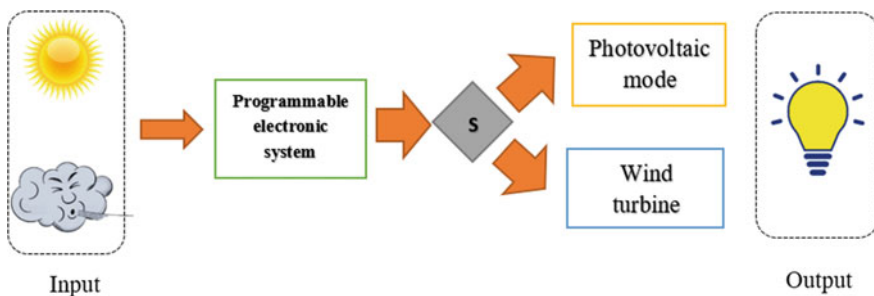 Programmable
electronic
system
S
Photovoltaic
mode
Wind
turbine
Input
Output